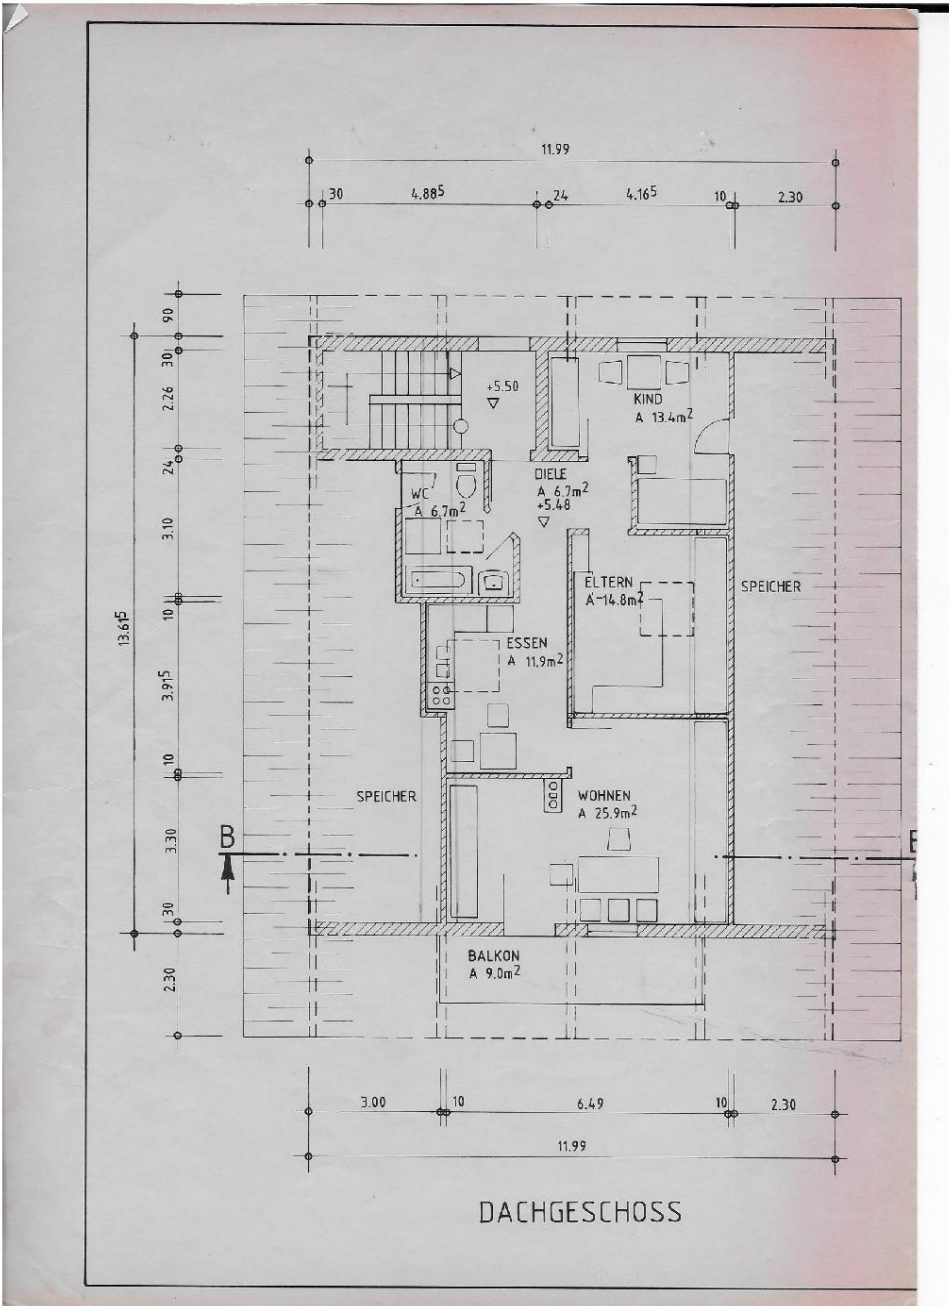 11.99
30 4.88⁵ 24 4.16⁵ 10 2.30
90
30
2.26
24
3.10
10
3.91⁵
10
3.30
30
2.30
13.61⁵
+5.50
KIND
A 13.4m²
DIELE
A 6.7m²
+5.48
WC
A 6.7m²
ELTERN
A 14.8m²
SPEICHER
ESSEN
A 11.9m²
SPEICHER
WOHNEN
A 25.9m²
B
BALKON
A 9.0m²
3.00 10 6.49 10 2.30
11.99
DACHGESCHOSS